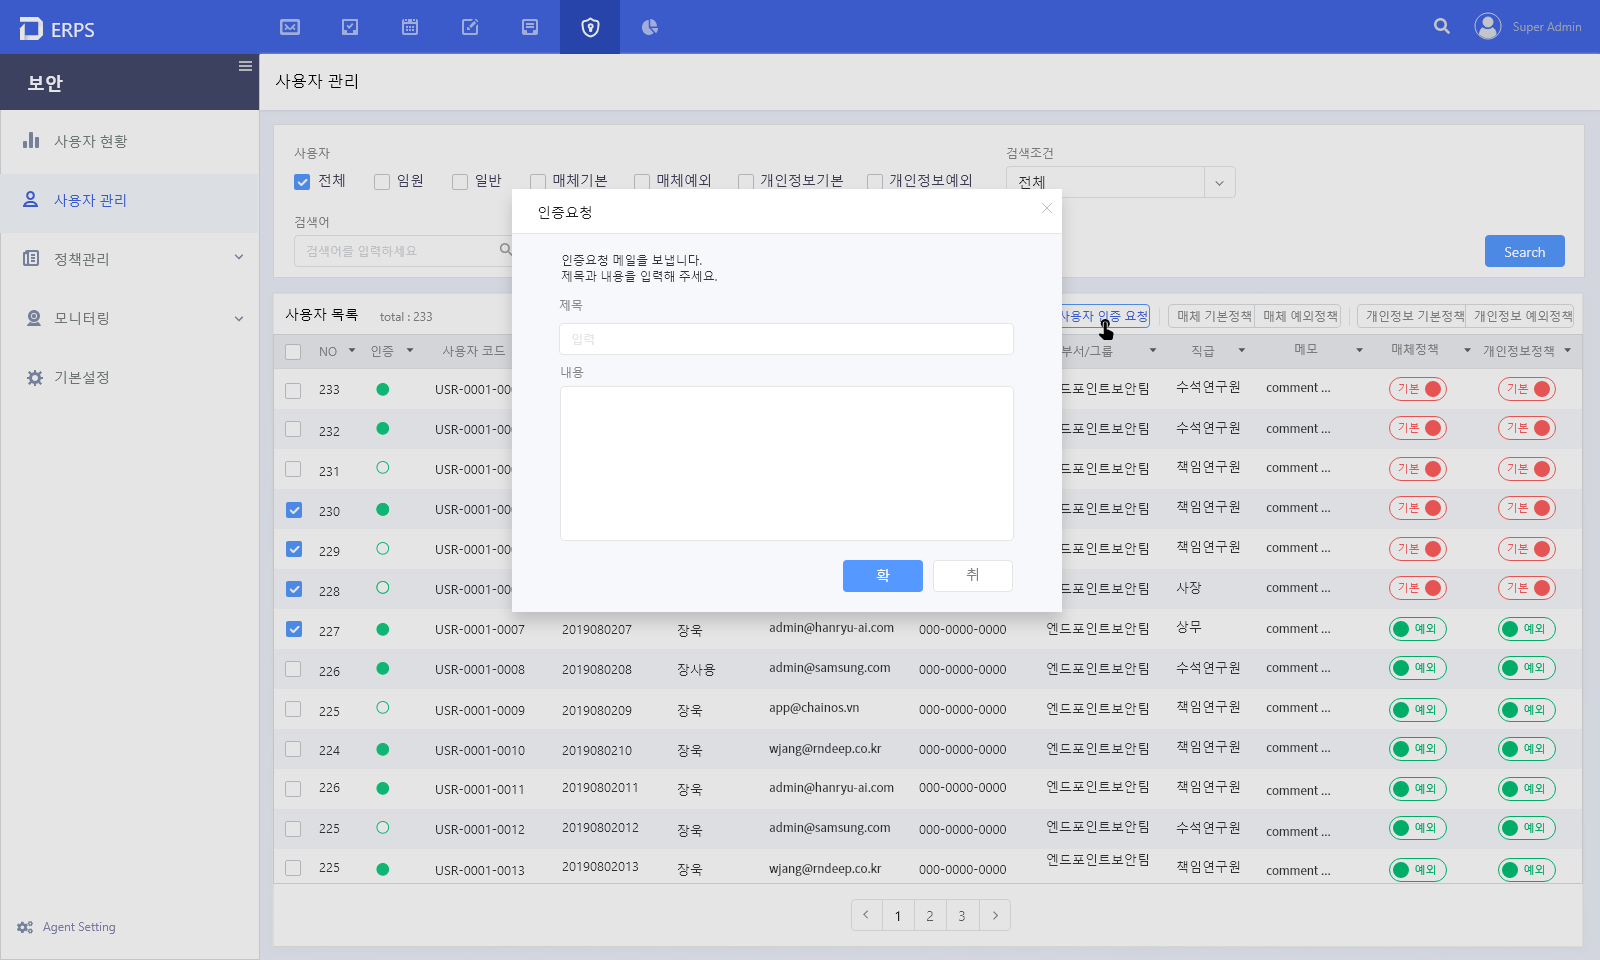 ERPS
Super Admin
보안
사용자 관리
사용자 현황
사용자 관리
정책관리
모니터링
기본설정
Agent Setting
사용자
검색조건
전체 임원 일반 매체기본 매체예외 개인정보기본 개인정보예외
전체
검색어
검색어를 입력하세요
Search
인증요청
인증요청 메일을 보냅니다.
제목과 내용을 입력해 주세요.
제목
입력
내용
확 취
사용자 목록 total : 233
사용자 인증 요청 매체 기본정책 매체 예외정책 개인정보 기본정책 개인정보 예외정책
NO 인증 사용자 코드 부서/그룹 직급 메모 매체정책 개인정보정책
233 USR-0001-00 드포인트보안팀 수석연구원 comment ... 기본 기본
232 USR-0001-00 드포인트보안팀 수석연구원 comment ... 기본 기본
231 USR-0001-00 드포인트보안팀 책임연구원 comment ... 기본 기본
230 USR-0001-00 드포인트보안팀 책임연구원 comment ... 기본 기본
229 USR-0001-00 드포인트보안팀 책임연구원 comment ... 기본 기본
228 USR-0001-00 드포인트보안팀 사장 comment ... 기본 기본
227 USR-0001-0007 2019080207 장욱 admin@hanryu-ai.com 000-0000-0000 엔드포인트보안팀 상무 comment ... 예외 예외
226 USR-0001-0008 2019080208 장사용 admin@samsung.com 000-0000-0000 엔드포인트보안팀 수석연구원 comment ... 예외 예외
225 USR-0001-0009 2019080209 장욱 app@chainos.vn 000-0000-0000 엔드포인트보안팀 책임연구원 comment ... 예외 예외
224 USR-0001-0010 2019080210 장욱 wjang@rndeep.co.kr 000-0000-0000 엔드포인트보안팀 책임연구원 comment ... 예외 예외
226 USR-0001-0011 20190802011 장욱 admin@hanryu-ai.com 000-0000-0000 엔드포인트보안팀 책임연구원 comment ... 예외 예외
225 USR-0001-0012 20190802012 장욱 admin@samsung.com 000-0000-0000 엔드포인트보안팀 수석연구원 comment ... 예외 예외
225 USR-0001-0013 20190802013 장욱 wjang@rndeep.co.kr 000-0000-0000 엔드포인트보안팀 책임연구원 comment ... 예외 예외
1 2 3